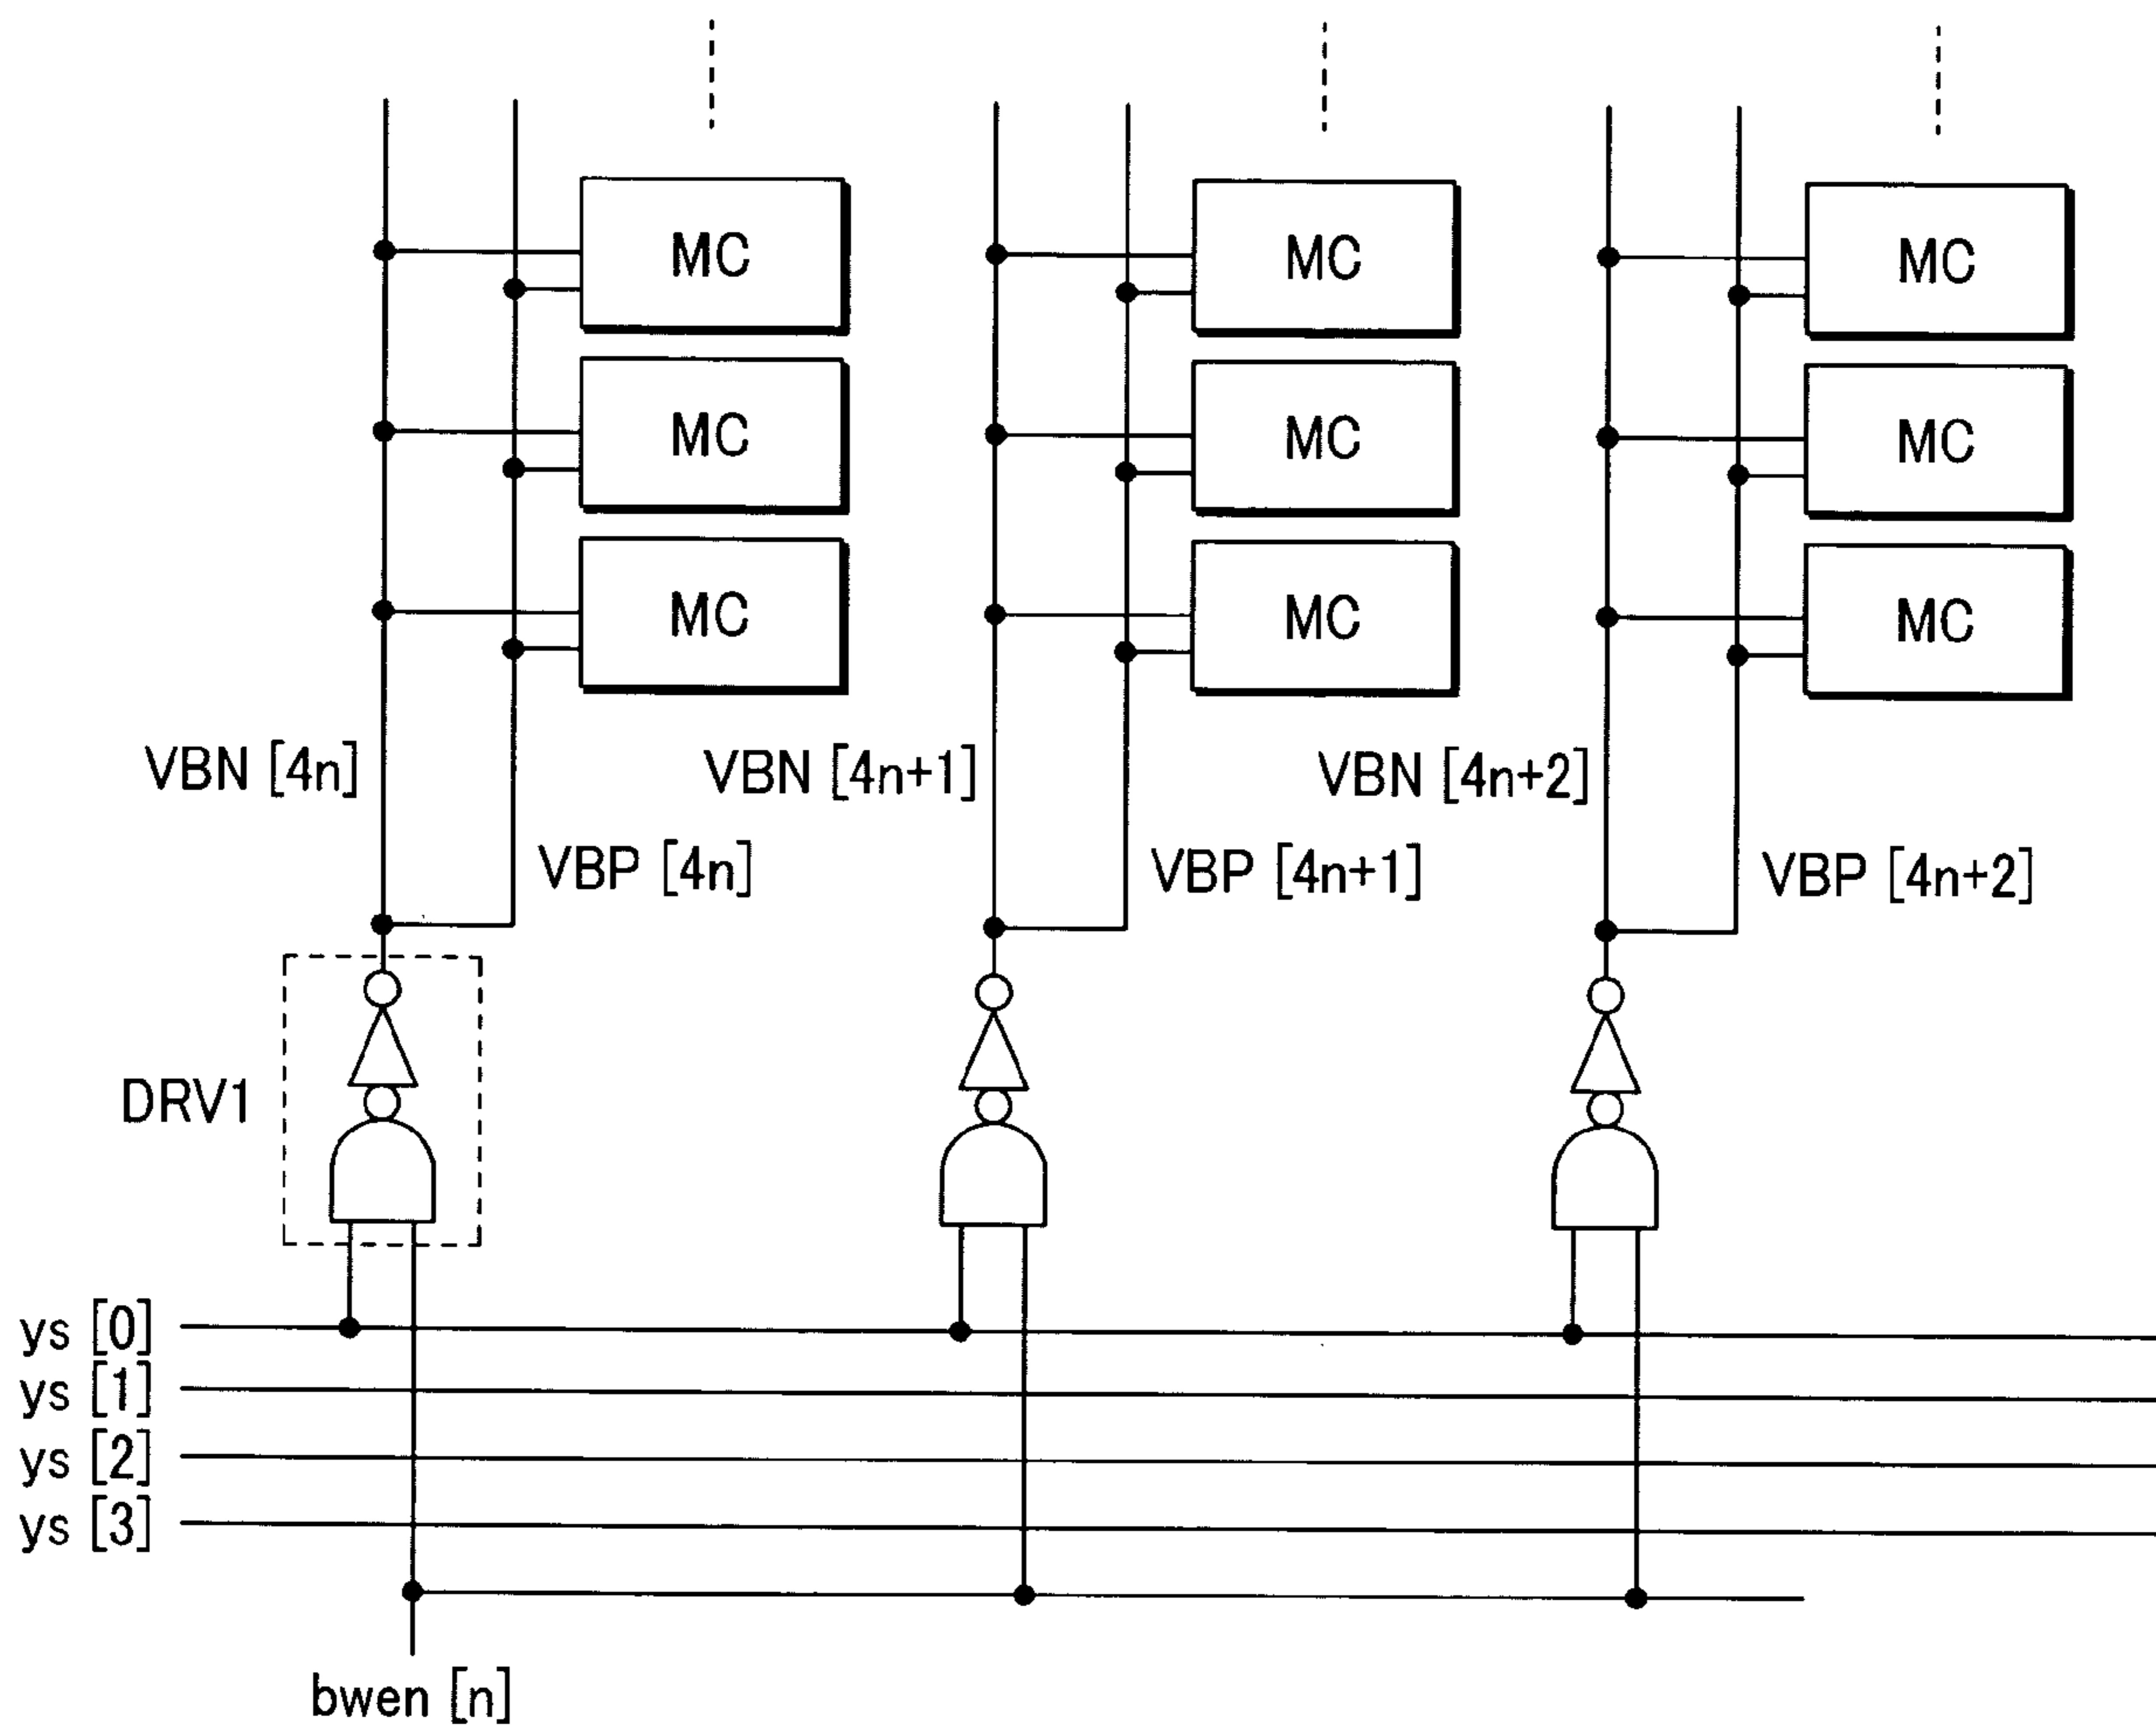 MC MC MC
MC MC MC
MC MC MC
VBN [4n] VBN [4n+1] VBN [4n+2]
VBP [4n] VBP [4n+1] VBP [4n+2]
DRV1
ys [0]
ys [1]
ys [2]
ys [3]
bwen [n]